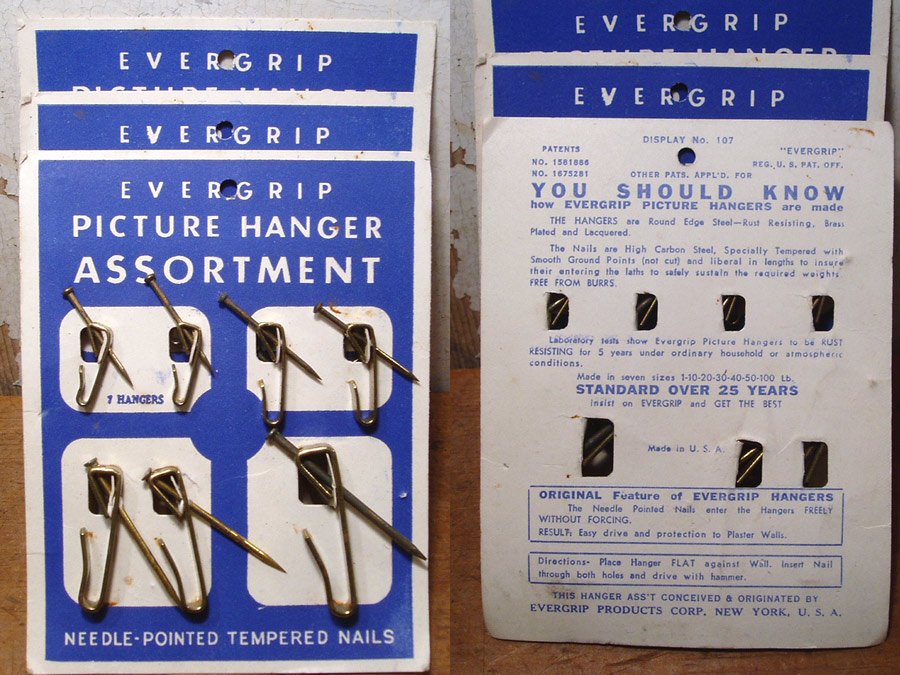 EVERGRIP
PICTURE HANGER
EVERGRIP
EVERGRIP
PICTURE HANGER
ASSORTMENT
7 HANGERS
NEEDLE-POINTED TEMPERED NAILS
EVERGRIP
PICTURE HANGER
EVERGRIP
DISPLAY No. 107
PATENTS
NO. 1581886
NO. 1675281
"EVERGRIP"
REG. U. S. PAT. OFF.
OTHER PATS. APPL'D. FOR
YOU SHOULD KNOW
how EVERGRIP PICTURE HANGERS are made
THE HANGERS are Round Edge Steel—Rust Resisting, Brass
Plated and Lacquered.
The Nails are High Carbon Steel, Specially Tempered with
Smooth Ground Points (not cut) and liberal in lengths to insure
their entering the laths to safely sustain the required weights
FREE FROM BURRS.
Laboratory tests show Evergrip Picture Hangers to be RUST
RESISTING for 5 years under ordinary household or atmospheric
conditions.
Made in seven sizes 1-10-20-30-40-50-100 Lb.
STANDARD OVER 25 YEARS
Insist on EVERGRIP and GET THE BEST
Made in U. S. A.
ORIGINAL Feature of EVERGRIP HANGERS
The Needle Pointed Nails enter the Hangers FREELY
WITHOUT FORCING.
RESULT: Easy drive and protection to Plaster Walls.
Directions- Place Hanger FLAT against Wall. Insert Nail
through both holes and drive with hammer.
THIS HANGER ASS'T CONCEIVED & ORIGINATED BY
EVERGRIP PRODUCTS CORP. NEW YORK, U. S. A.